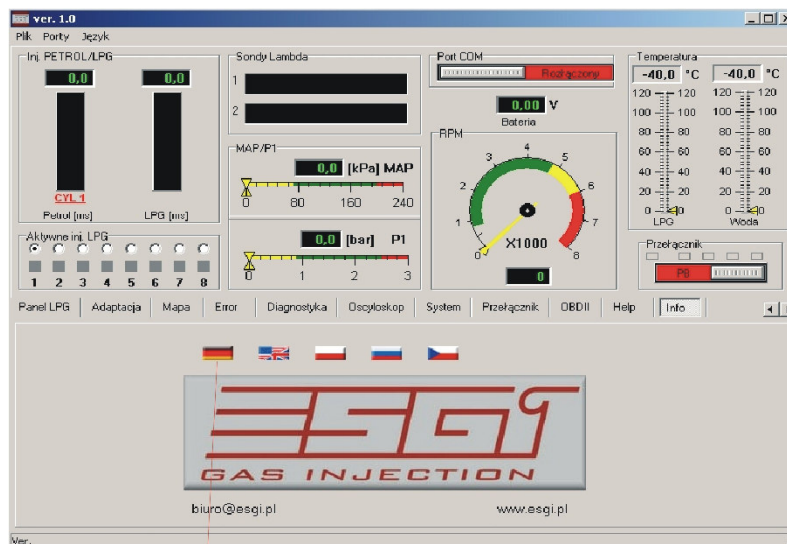 ver. 1.0
Plik Porty Język
Inj. PETROL/LPG
0,0 0,0
CYL 1
Petrol [ms] LPG [ms]
Aktywne inj. LPG
1 2 3 4 5 6 7 8
Sondy Lambda
1
2
MAP/P1
0,0 [kPa] MAP
0 80 160 240
0,0 [bar] P1
0 1 2 3
Port COM
Rozłączony
0,00 V
Bateria
RPM
0 1 2 3 4 5 6 7 8
X1000
0
Temperatura
-40,0 °C -40,0 °C
120 120 120 120
100 100 100 100
80 80 80 80
60 60 60 60
40 40 40 40
20 20 20 20
0 0 0 0
LPG Woda
Przełącznik
PB
Panel LPG Adaptacja Mapa Error Diagnostyka Oscyloskop System Przełącznik OBDII Help Info
ESGi
GAS INJECTION
biuro@esgi.pl www.esgi.pl
Ver.